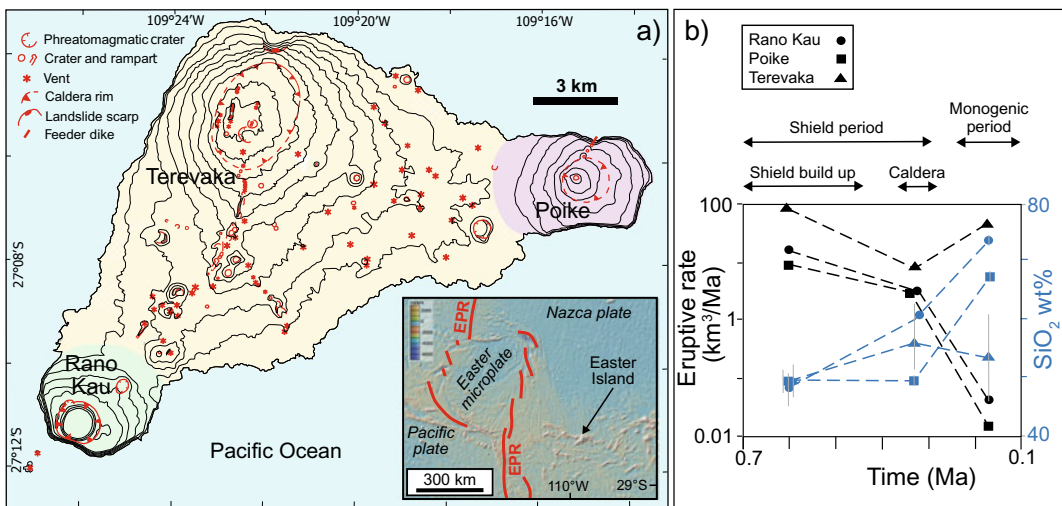 a)
109°24'W
109°20'W
109°16'W
Phreatomagmatic crater
Crater and rampart
Vent
Caldera rim
Landslide scarp
Feeder dike
3 km
Terevaka
Poike
27°08'S
Rano
Kau
27°12'S
Pacific Ocean
EPR
Nazca plate
Easter
microplate
Easter
Island
Pacific
plate
EPR
300 km
110°W
29°S
b)
Rano Kau
Poike
Terevaka
Monogenic
period
Shield period
Shield build up
Caldera
100
1
0.01
Eruptive rate
(km³/Ma)
80
60
40
SiO₂ wt%
0.7
0.1
Time (Ma)